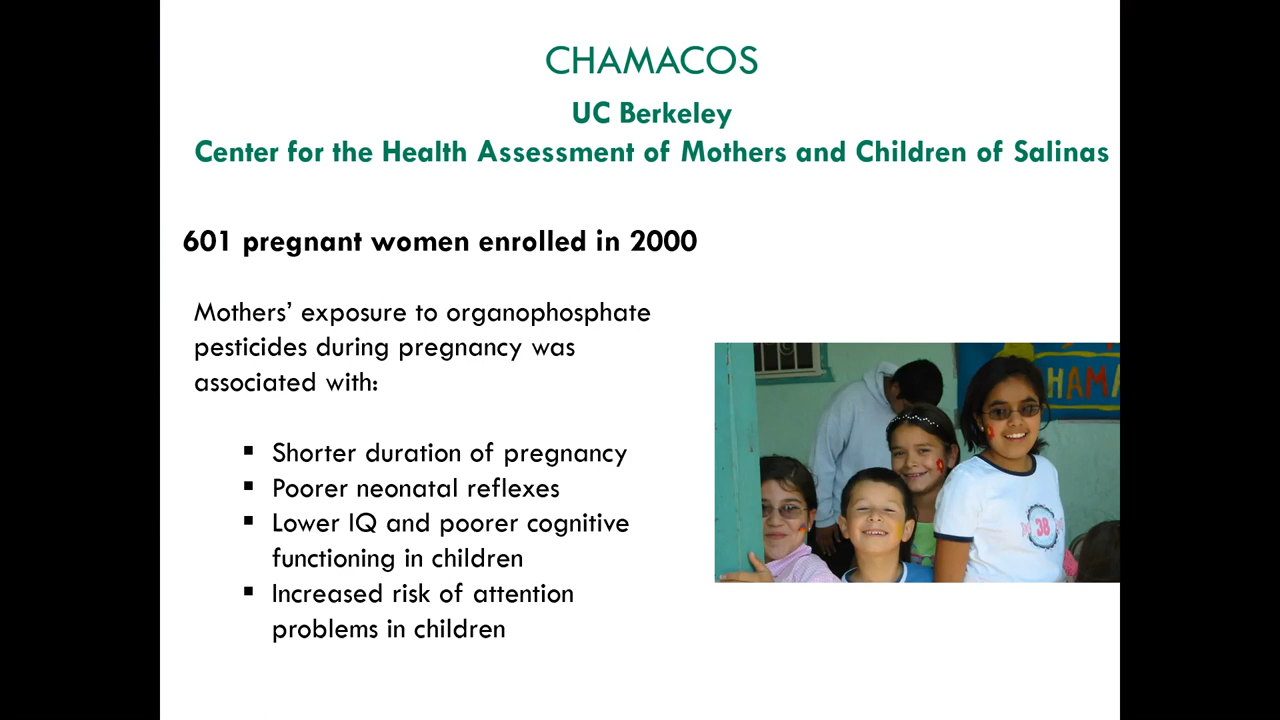 CHAMACOS
UC Berkeley
Center for the Health Assessment of Mothers and Children of Salinas
601 pregnant women enrolled in 2000
Mothers’ exposure to organophosphate
pesticides during pregnancy was
associated with:
▪ Shorter duration of pregnancy
▪ Poorer neonatal reflexes
▪ Lower IQ and poorer cognitive
functioning in children
▪ Increased risk of attention
problems in children
HAMA
38